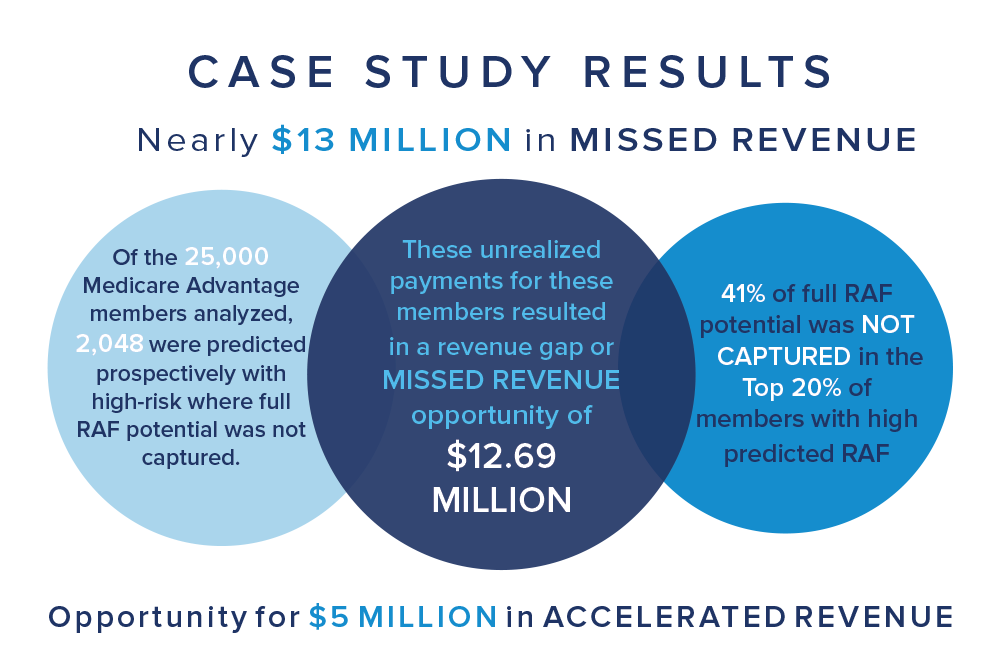 CASE STUDY RESULTS
Nearly $13 MILLION in MISSED REVENUE
Of the 25,000
Medicare Advantage
members analyzed,
2,048 were predicted
prospectively with
high-risk where full
RAF potential was not
captured.
These unrealized
payments for these
members resulted
in a revenue gap or
MISSED REVENUE
opportunity of
$12.69
MILLION
41% of full RAF
potential was NOT
CAPTURED in the
Top 20% of
members with high
predicted RAF
Opportunity for $5 MILLION in ACCELERATED REVENUE